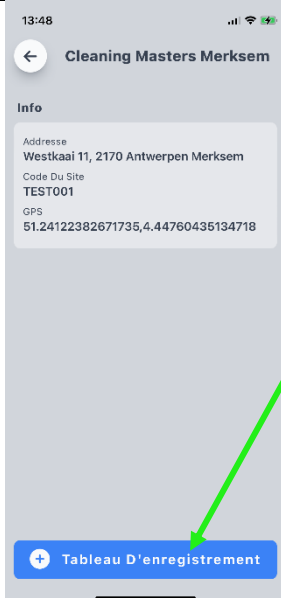 13:48
Cleaning Masters Merksem
Info
Addresse
Westkaai 11, 2170 Antwerpen Merksem
Code Du Site
TEST001
GPS
51.24122382671735,4.44760435134718
Tableau D'enregistrement